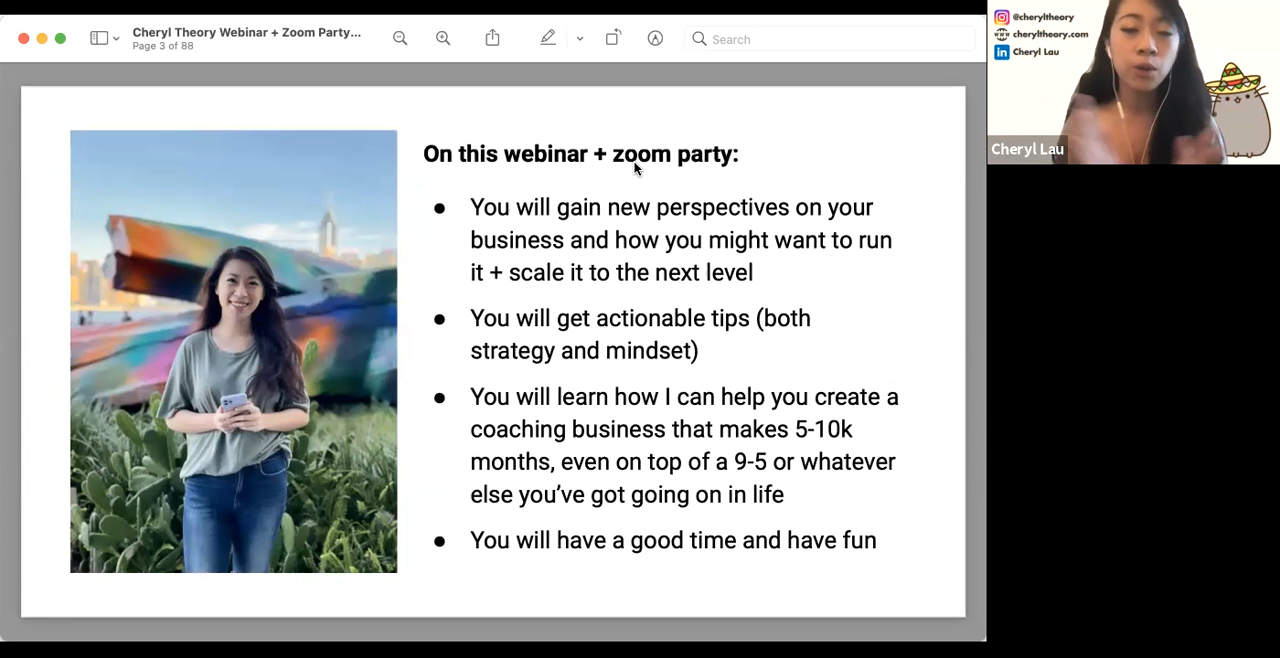 Cheryl Theory Webinar + Zoom Party...
Page 3 of 88
Search
@cheryltheory
cheryltheory.com
in Cheryl Lau
Cheryl Lau
On this webinar + zoom party:
● You will gain new perspectives on your
business and how you might want to run
it + scale it to the next level
● You will get actionable tips (both
strategy and mindset)
● You will learn how I can help you create a
coaching business that makes 5-10k
months, even on top of a 9-5 or whatever
else you’ve got going on in life
● You will have a good time and have fun